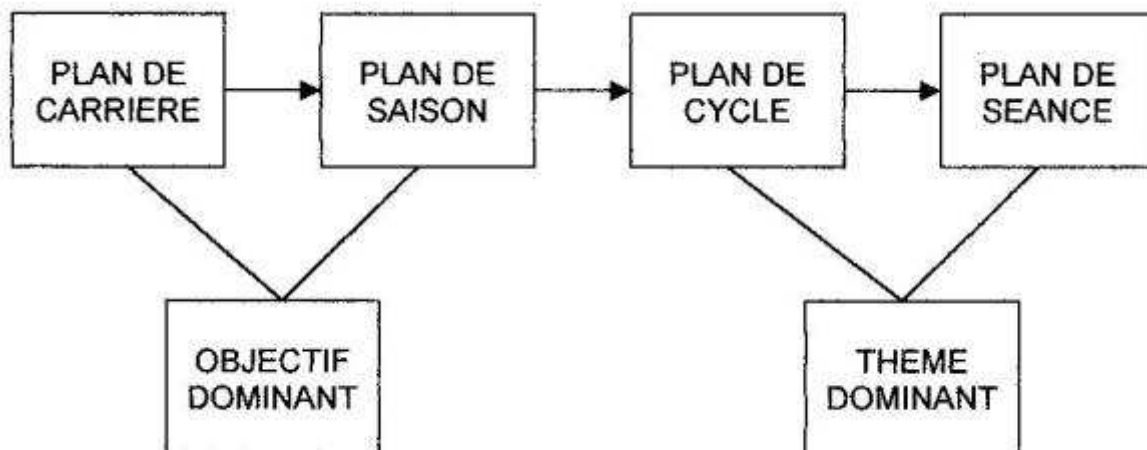 PLAN DE
CARRIERE
PLAN DE
SAISON
PLAN DE
CYCLE
PLAN DE
SEANCE
OBJECTIF
DOMINANT
THEME
DOMINANT